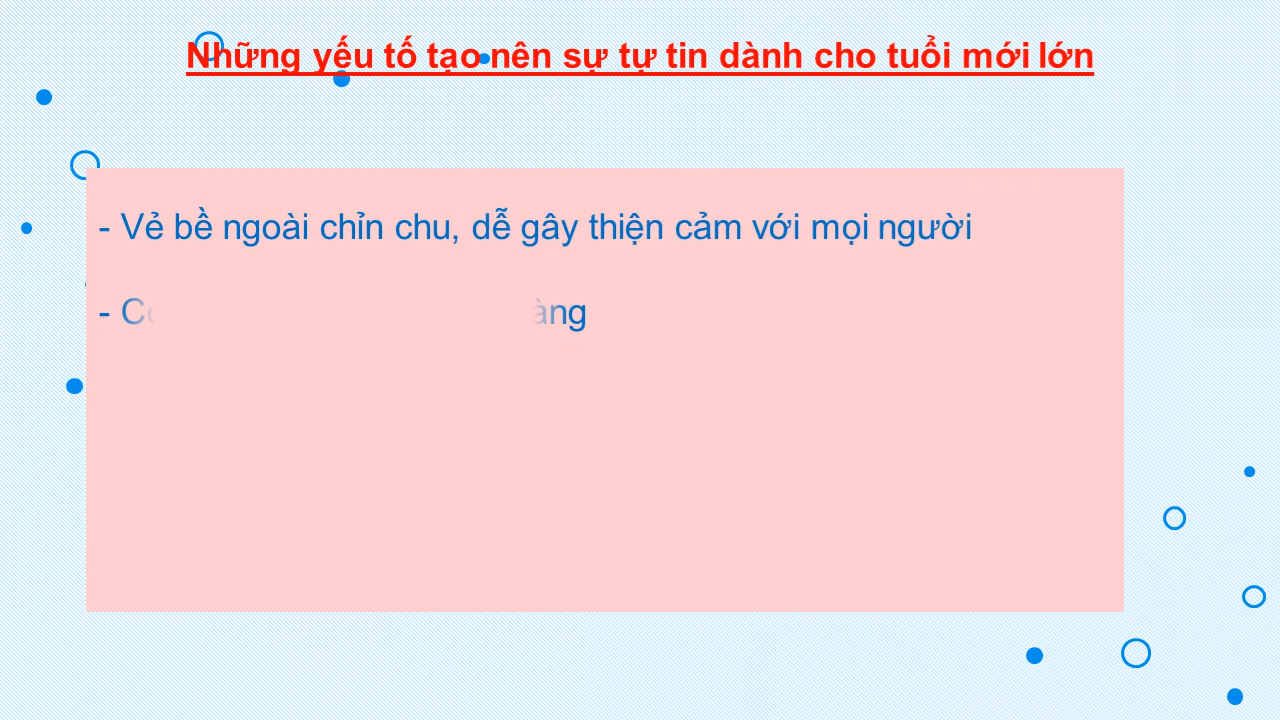 Những yếu tố tạo nên sự tự tin dành cho tuổi mới lớn
- Vẻ bề ngoài chỉn chu, dễ gây thiện cảm với mọi người
-